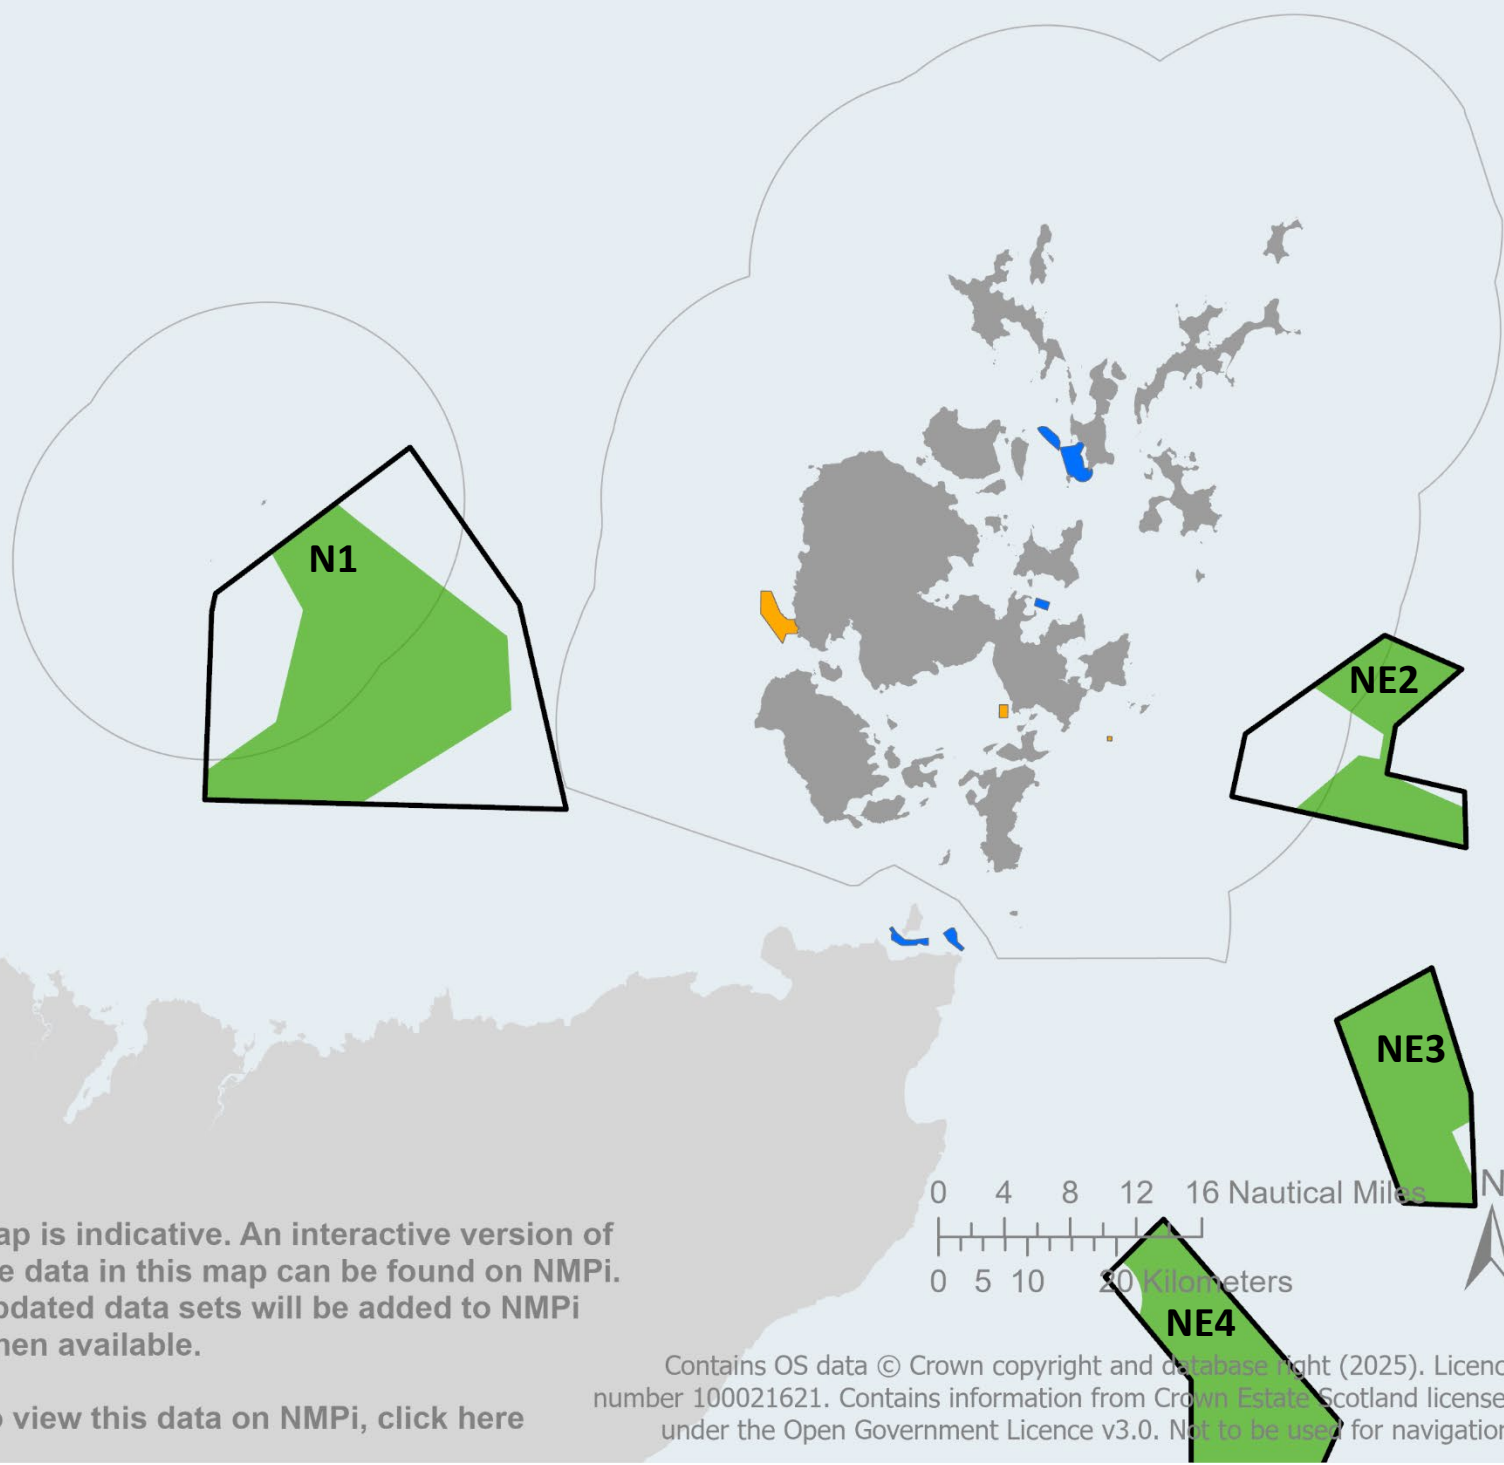 N1
NE2
NE3
0 4 8 12 16 Nautical Miles
N
0 5 10 20 Kilometers
NE4
ap is indicative. An interactive version of
e data in this map can be found on NMPi.
pdated data sets will be added to NMPi
hen available.
o view this data on NMPi, click here
Contains OS data © Crown copyright and database right (2025). Licenc
number 100021621. Contains information from Crown Estate Scotland license
under the Open Government Licence v3.0. Not to be used for navigation